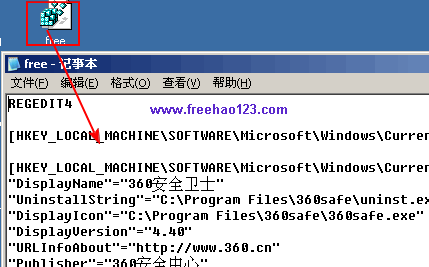 free
free - 记事本
文件(F) 编辑(E) 格式(O) 查看(V) 帮助(H)
REGEDIT4
www.freehao123.com
[HKEY_LOCAL_MACHINE\SOFTWARE\Microsoft\Windows\Curren
[HKEY_LOCAL_MACHINE\SOFTWARE\Microsoft\Windows\Curren
"DisplayName"="360安全卫士"
"UninstallString"="C:\Program Files\360safe\uninst.ex
"DisplayIcon"="C:\Program Files\360safe\360safe.exe"
"DisplayVersion"="4.40"
"URLInfoAbout"="http://www.360.cn"
"Publisher"="360安全中心"